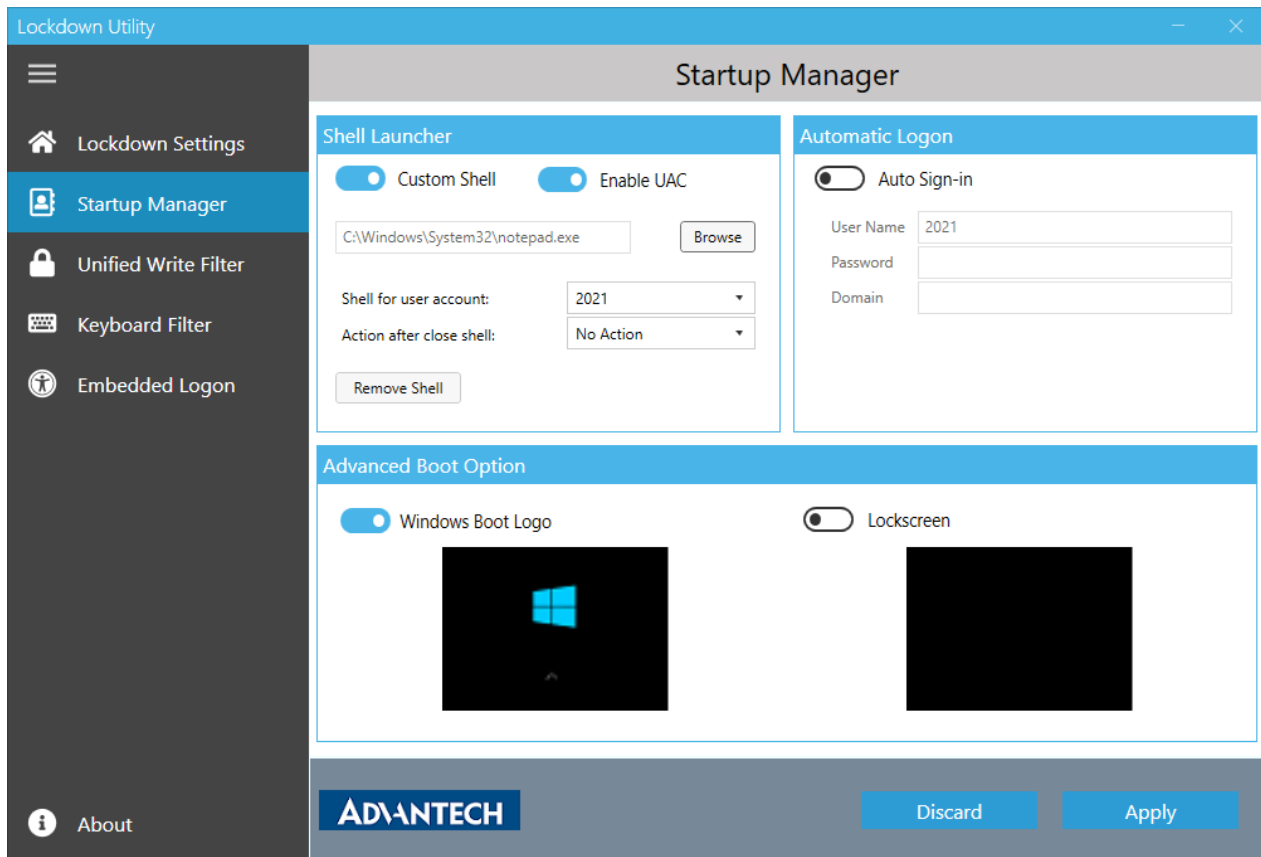 Lockdown Utility
Startup Manager
Lockdown Settings
Startup Manager
Unified Write Filter
Keyboard Filter
Embedded Logon
About
Shell Launcher
Custom Shell Enable UAC
C:\Windows\System32\notepad.exe Browse
Shell for user account: 2021
Action after close shell: No Action
Remove Shell
Automatic Logon
Auto Sign-in
User Name 2021
Password
Domain
Advanced Boot Option
Windows Boot Logo Lockscreen
ADVANTECH Discard Apply